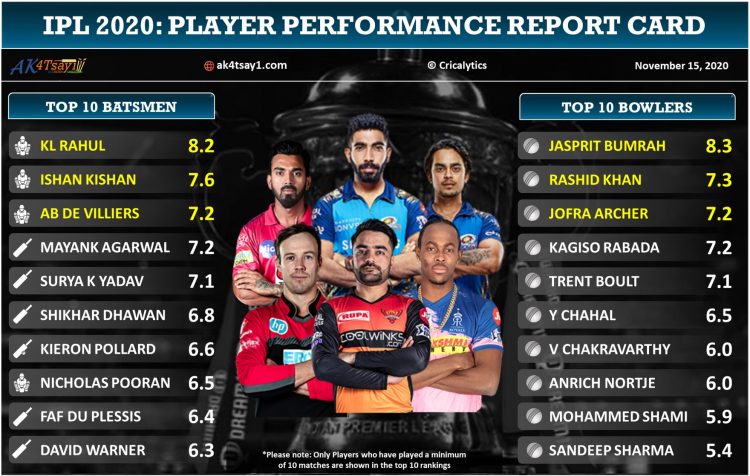 IPL 2020: PLAYER PERFORMANCE REPORT CARD
AK4Tsay1
ak4tsay1.com
© Cricalytics
November 15, 2020
TOP 10 BATSMEN
KL RAHUL 8.2
ISHAN KISHAN 7.6
AB DE VILLIERS 7.2
MAYANK AGARWAL 7.2
SURYA K YADAV 7.1
SHIKHAR DHAWAN 6.8
KIERON POLLARD 6.6
NICHOLAS POORAN 6.5
FAF DU PLESSIS 6.4
DAVID WARNER 6.3
TOP 10 BOWLERS
JASPRIT BUMRAH 8.3
RASHID KHAN 7.3
JOFRA ARCHER 7.2
KAGISO RABADA 7.2
TRENT BOULT 7.1
Y CHAHAL 6.5
V CHAKRAVARTHY 6.0
ANRICH NORTJE 6.0
MOHAMMED SHAMI 5.9
SANDEEP SHARMA 5.4
hp
ROPA
COOLWINKS
.com
ROYALS
*Please note: Only Players who have played a minimum
of 10 matches are shown in the top 10 rankings